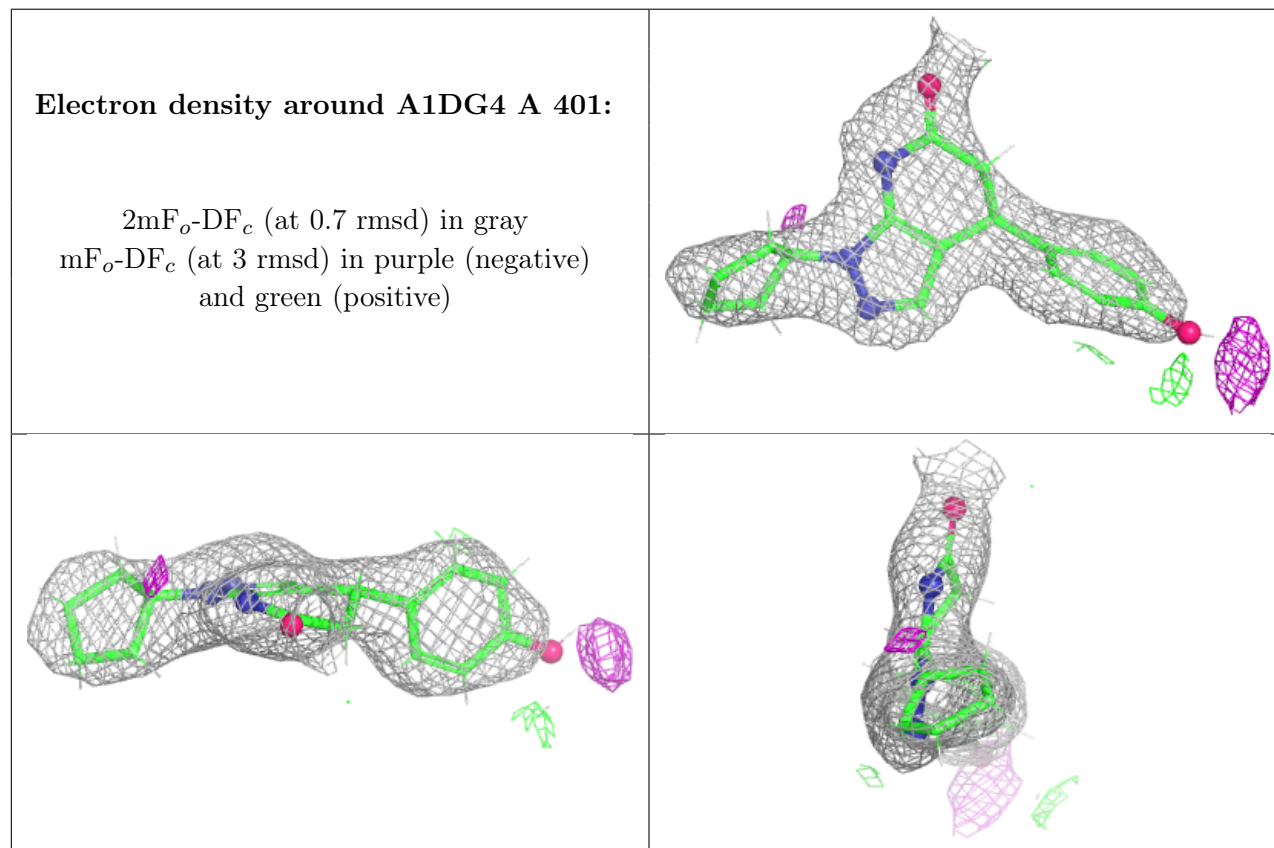 Electron density around A1DG4 A 401:
2mFₒ-DF𝑐 (at 0.7 rmsd) in gray
mFₒ-DF𝑐 (at 3 rmsd) in purple (negative)
and green (positive)